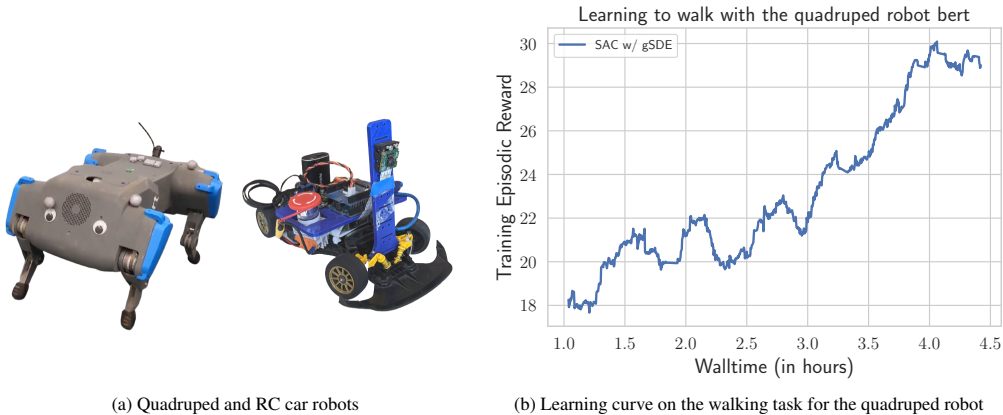 Learning to walk with the quadruped robot bert
SAC w/ gSDE
Training Episodic Reward
30
28
26
24
22
20
18
1.0 1.5 2.0 2.5 3.0 3.5 4.0 4.5
Walltime (in hours)
(a) Quadruped and RC car robots
(b) Learning curve on the walking task for the quadruped robot